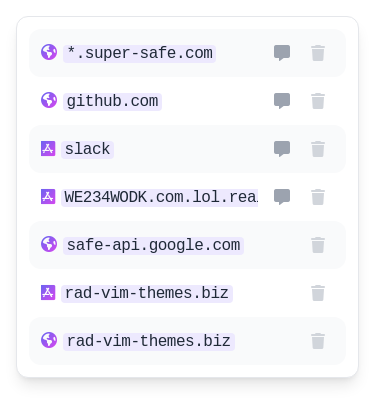 *.super-safe.com
github.com
slack
WE234WODK.com.lol.rea
safe-api.google.com
rad-vim-themes.biz
rad-vim-themes.biz